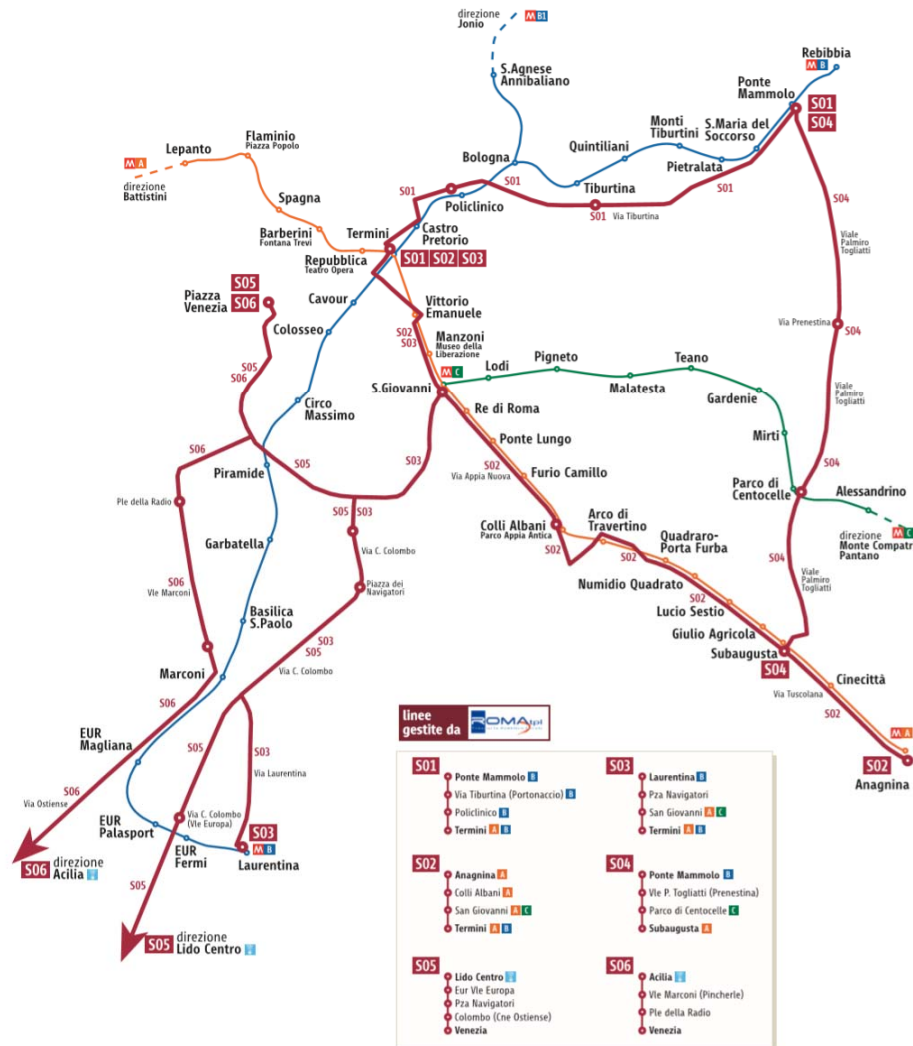 direzione
Jonio
M B1
Rebibbia
M B
S.Agnese
Annibaliano
Ponte
Mammolo
S01
S04
Monti
Tiburtini
S.Maria del
Soccorso
Quintiliani
Flaminio
Piazza Popolo
Lepanto
M A
direzione
Battistini
Bologna
Pietralata
Tiburtina
S01
S01
S01
S01
Via Tiburtina
Policlinico
S04
Spagna
Barberini
Fontana Trevi
Termini
Castro
Pretorio
Repubblica
Teatro Opera
S01 S02 S03
Viale
Palmiro
Togliatti
S05
S06
Piazza
Venezia
Cavour
Colosseo
Vittorio
Emanuele
S02
S03
Manzoni
Museo della
Liberazione
Via Prenestina
S04
M C
Lodi
Pigneto
Teano
Malatesta
Gardenie
Mirti
S05
S06
S.Giovanni
Viale
Palmiro
Togliatti
Circo
Massimo
Re di Roma
Ponte Lungo
S06
S05
S03
S02
Via Appia Nuova
Furio Camillo
S04
Piramide
Parco di
Centocelle
Alessandrino
direzione
Monte Compatr
Pantano
M C
Ple della Radio
S05
S03
Colli Albani
Parco Appia Antica
Arco di
Travertino
Via C. Colombo
Garbatella
S02
S02
Quadraro-
Porta Furba
S04
Viale
Palmiro
Togliatti
S06
Vle Marconi
Piazza dei
Navigatori
Numidio Quadrato
S02
Lucio Sestio
Basilica
S.Paolo
S03
S05
Giulio Agricola
Subaugusta
S04
Marconi
Via C. Colombo
Cinecittà
Via Tuscolana
S02
S06
M A
S02
Anagnina
EUR
Magliana
S05
S03
Via Laurentina
S06
Via Ostiense
Via C. Colombo
(Vle Europa)
EUR
Palasport
EUR
Fermi
S03
M B
Laurentina
S06
direzione
Acilia
S05
S05
direzione
Lido Centro
linee
gestite da
ROMA tpl
S01
Ponte Mammolo B
Via Tiburtina (Portonaccio) B
Policlinico B
Termini A B
S03
Laurentina B
Pza Navigatori
San Giovanni A C
Termini A B
S02
Anagnina A
Colli Albani A
San Giovanni A C
Termini A B
S04
Ponte Mammolo B
Vle P. Togliatti (Prenestina)
Parco di Centocelle C
Subaugusta A
S05
Lido Centro
Eur Vle Europa
Pza Navigatori
Colombo (Cne Ostiense)
Venezia
S06
Acilia
Vle Marconi (Pincherle)
Ple della Radio
Venezia